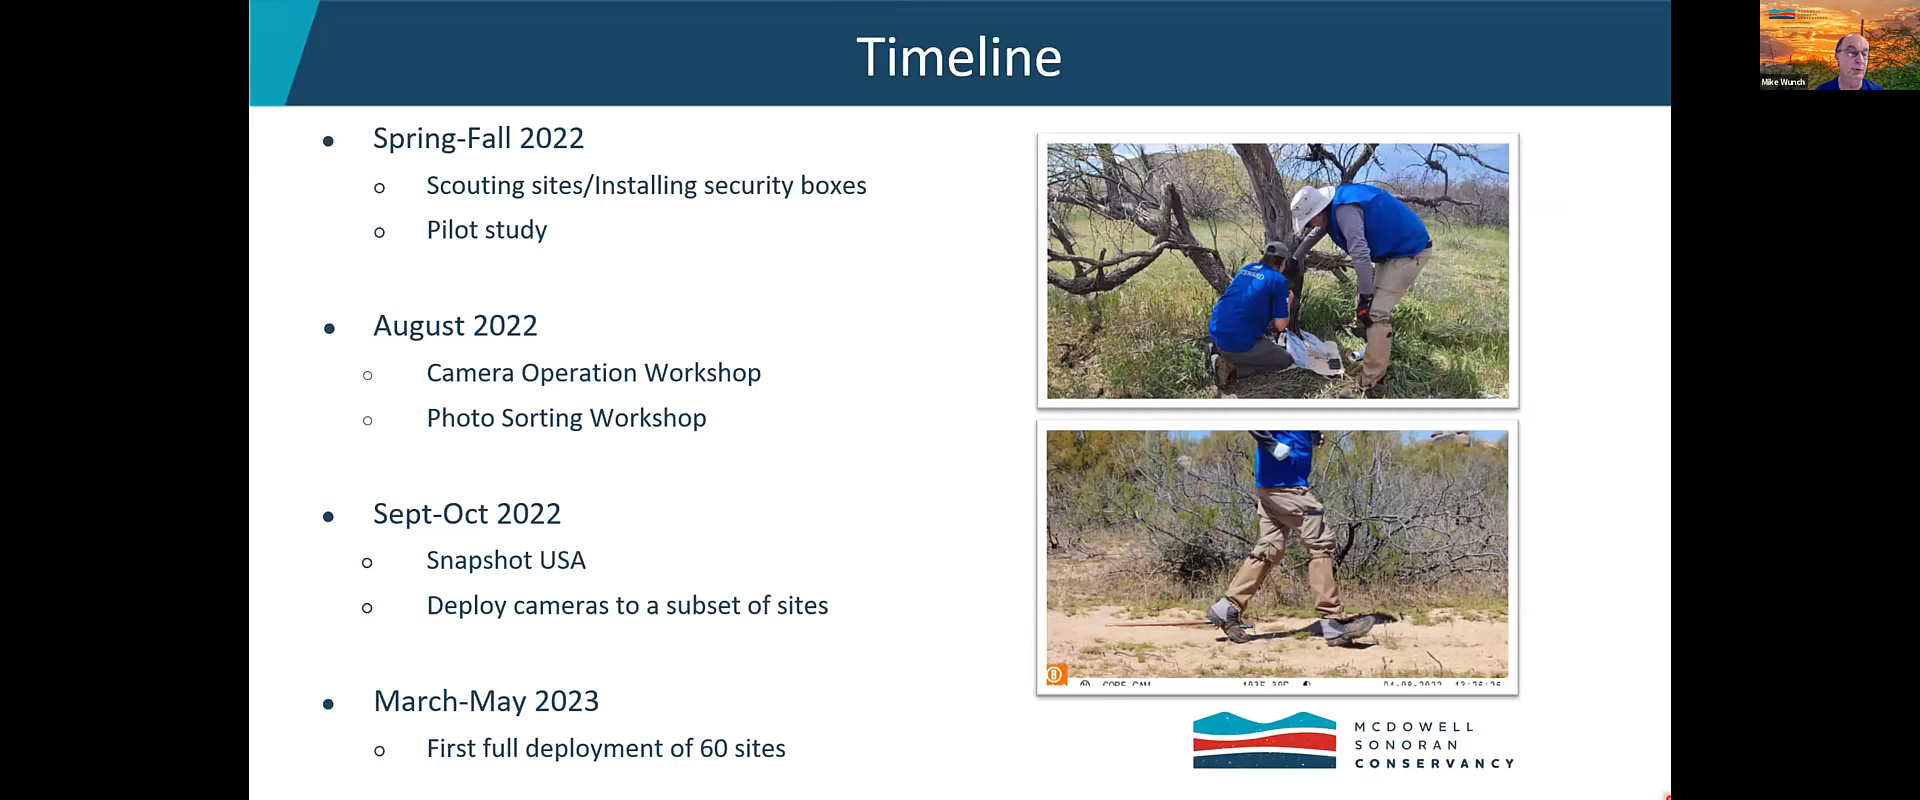 Timeline
Spring-Fall 2022
Scouting sites/Installing security boxes
Pilot study
August 2022
Camera Operation Workshop
Photo Sorting Workshop
Sept-Oct 2022
Snapshot USA
Deploy cameras to a subset of sites
March-May 2023
First full deployment of 60 sites
MCDOWELL
SONORAN
CONSERVANCY
Mike Wunch